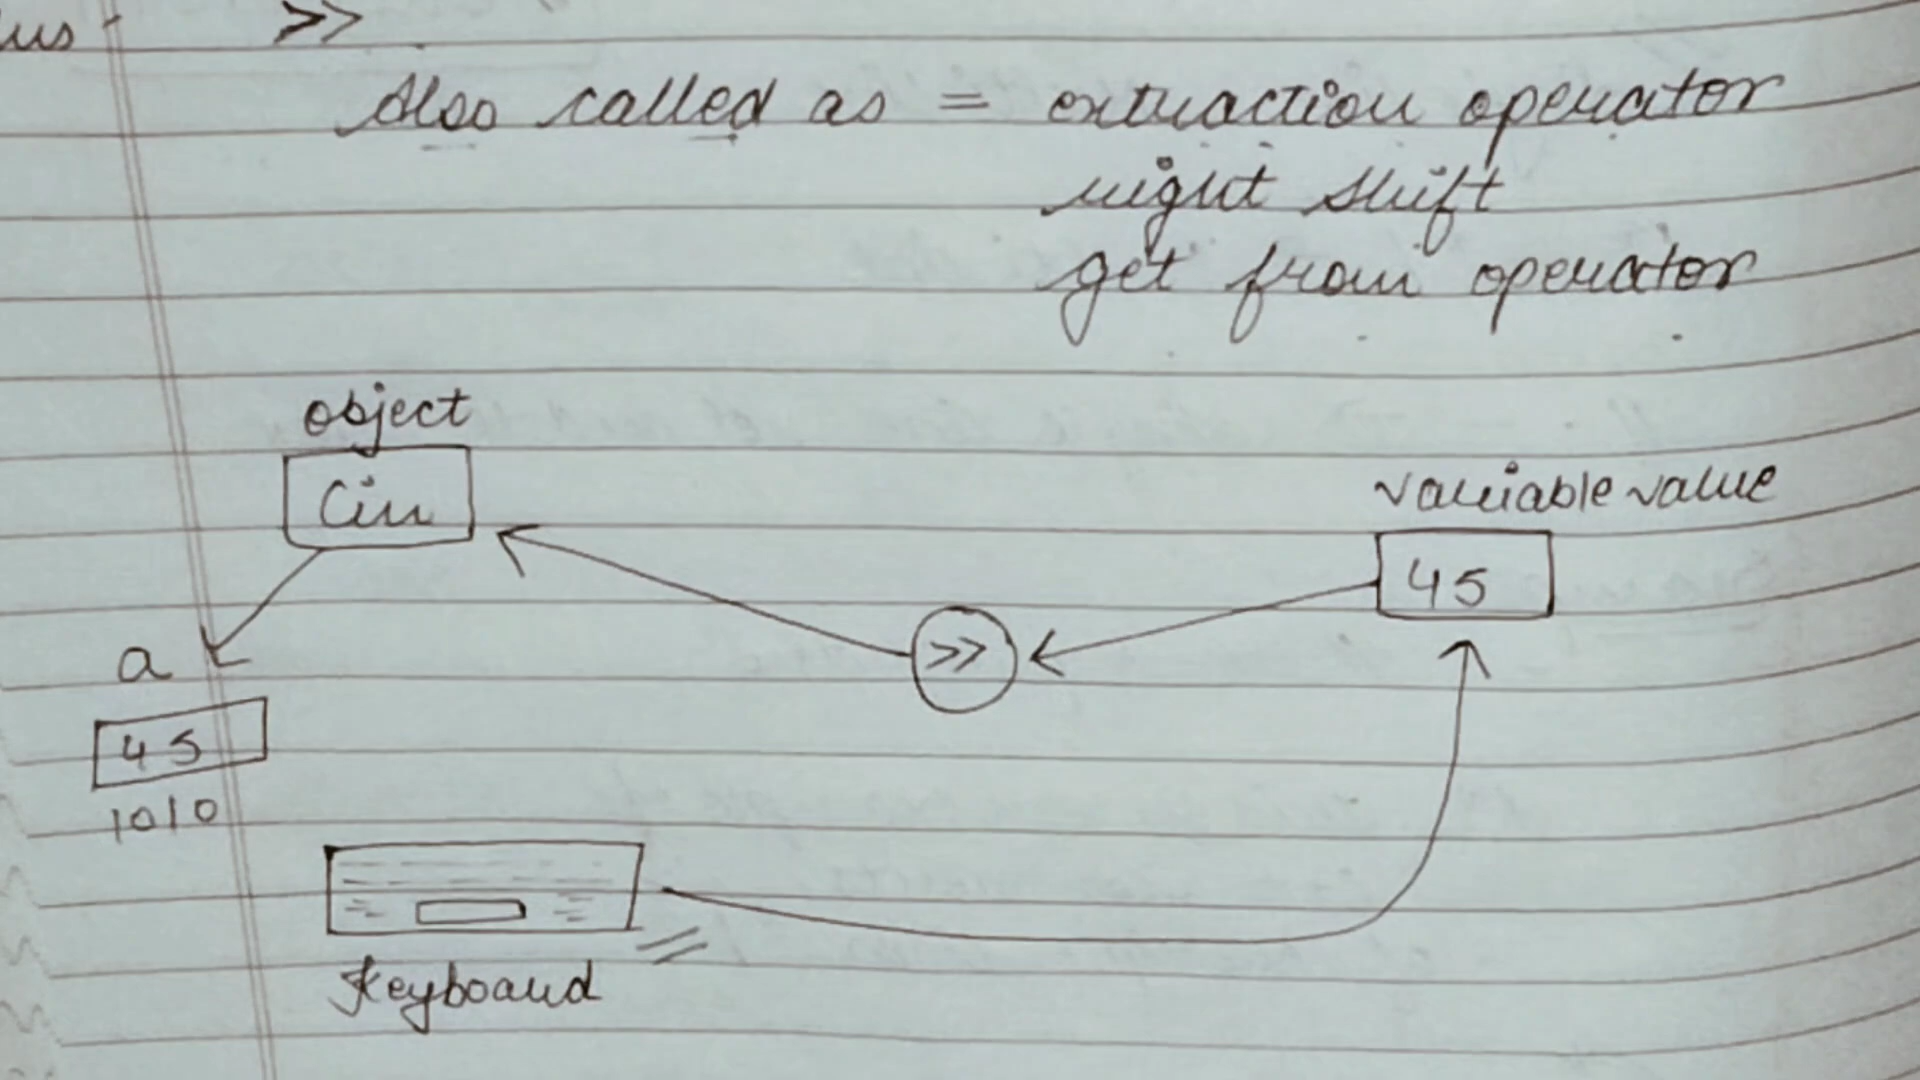 >>
Also called as = extraction operator
right shift
get from operator
object
Cin
variable value
45
>>
a
45
1010
Keyboard